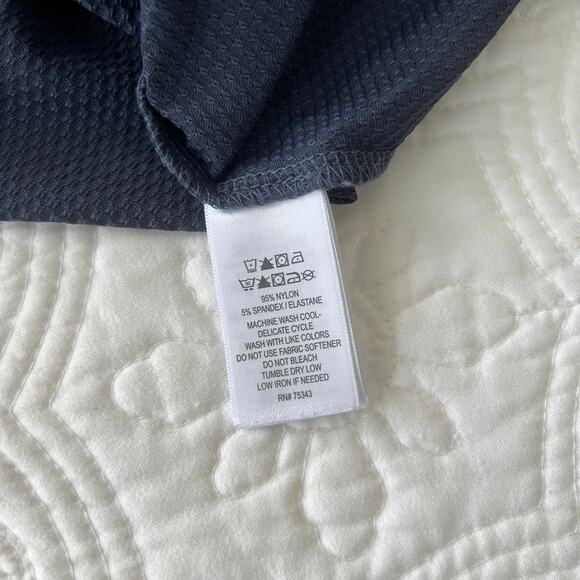 95% NYLON
5% SPANDEX / ELASTANE
MACHINE WASH COOL-
DELICATE CYCLE
WASH WITH LIKE COLORS
DO NOT USE FABRIC SOFTENER
DO NOT BLEACH
TUMBLE DRY LOW
LOW IRON IF NEEDED
RN# 75343